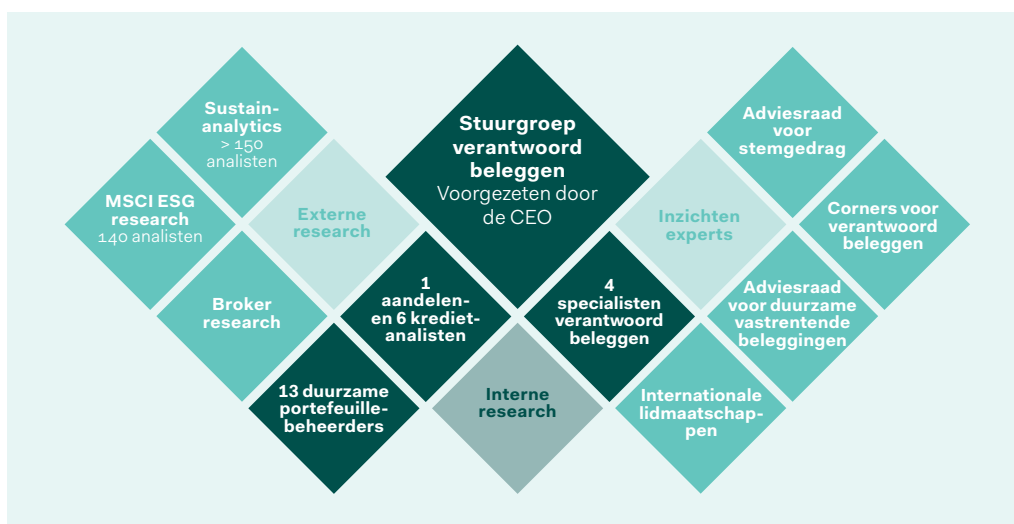 Sustain-
analytics
> 150
analisten
MSCI ESG
research
140 analisten
Externe
research
Broker
research
Stuurgroep
verantwoord
beleggen
Voorgezeten door
de CEO
1
aandelen-
en 6 krediet-
analisten
4
specialisten
verantwoord
beleggen
13 duurzame
portefeuille-
beheerders
Interne
research
Adviesraad
voor
stemgedrag
Inzichten
experts
Corners voor
verantwoord
beleggen
Adviesraad
voor duurzame
vastrentende
beleggingen
Internationale
lidmaatschap-
pen